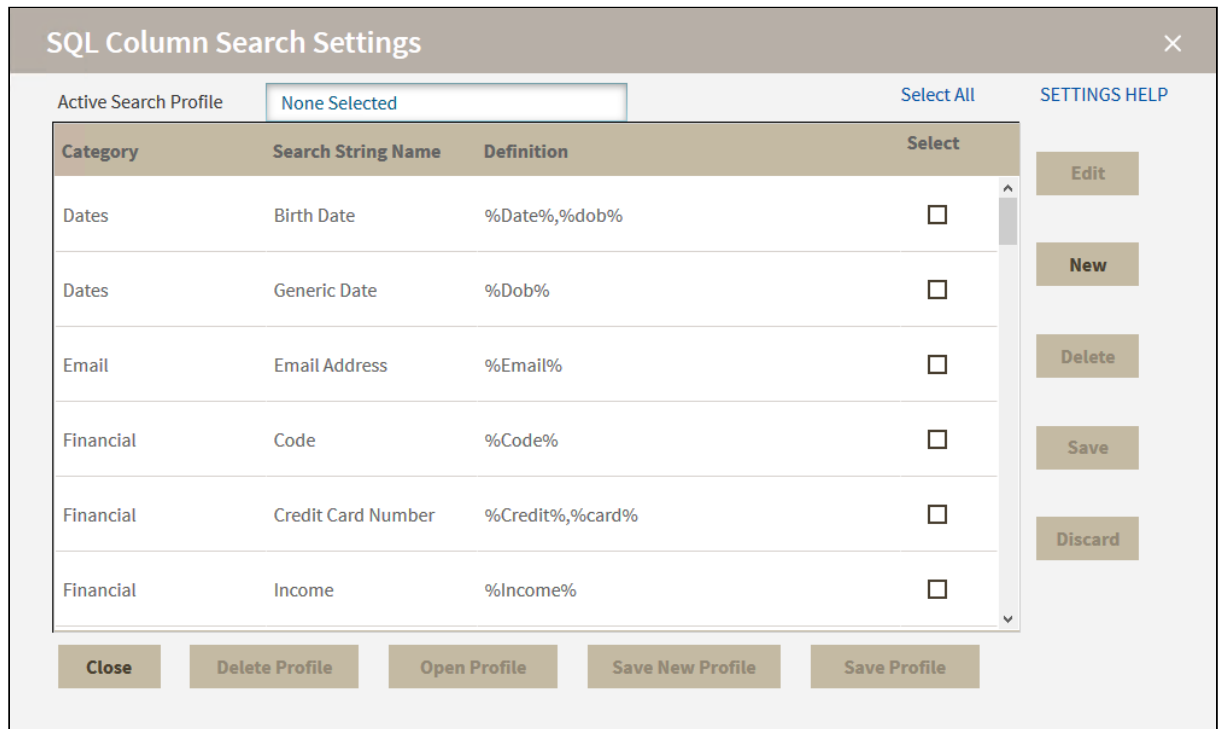 SQL Column Search Settings
Active Search Profile None Selected Select All SETTINGS HELP
Category Search String Name Definition Select
Edit
Dates Birth Date %Date%,%dob%
New
Dates Generic Date %Dob%
Delete
Email Email Address %Email%
Financial Code %Code%
Save
Financial Credit Card Number %Credit%,%card%
Discard
Financial Income %Income%
Close Delete Profile Open Profile Save New Profile Save Profile